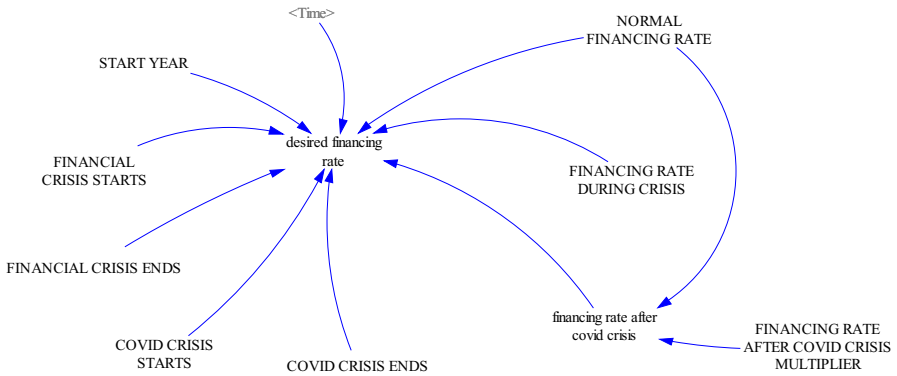 <Time>
NORMAL
FINANCING RATE
START YEAR
desired financing
rate
FINANCIAL
CRISIS STARTS
FINANCING RATE
DURING CRISIS
FINANCIAL CRISIS ENDS
financing rate after
covid crisis
COVID CRISIS
STARTS
COVID CRISIS ENDS
FINANCING RATE
AFTER COVID CRISIS
MULTIPLIER